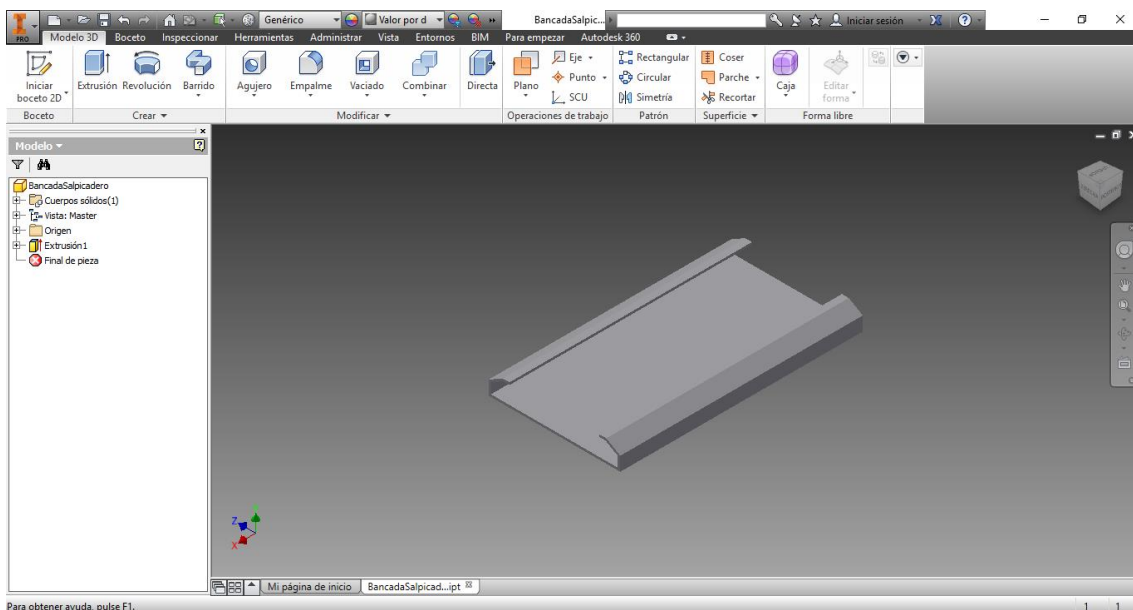 PRO
Genérico
Valor por d
BancadaSalpic...
Iniciar sesión
Modelo 3D Boceto Inspeccionar Herramientas Administrar Vista Entornos BIM Para empezar Autodesk 360
Iniciar
boceto 2D
Extrusión Revolución Barrido
Agujero Empalme Vaciado Combinar Directa
Plano
Eje
Punto
SCU
Rectangular
Circular
Simetría
Coser
Parche
Recortar
Caja
Editar
forma
Boceto Crear Modificar Operaciones de trabajo Patrón Superficie Forma libre
Modelo
BancadaSalpicadero
Cuerpos sólidos(1)
Vista: Master
Origen
Extrusión1
Final de pieza
Z
X
Mi página de inicio BancadaSalpicad...ipt
Para obtener ayuda, pulse F1.
1 1